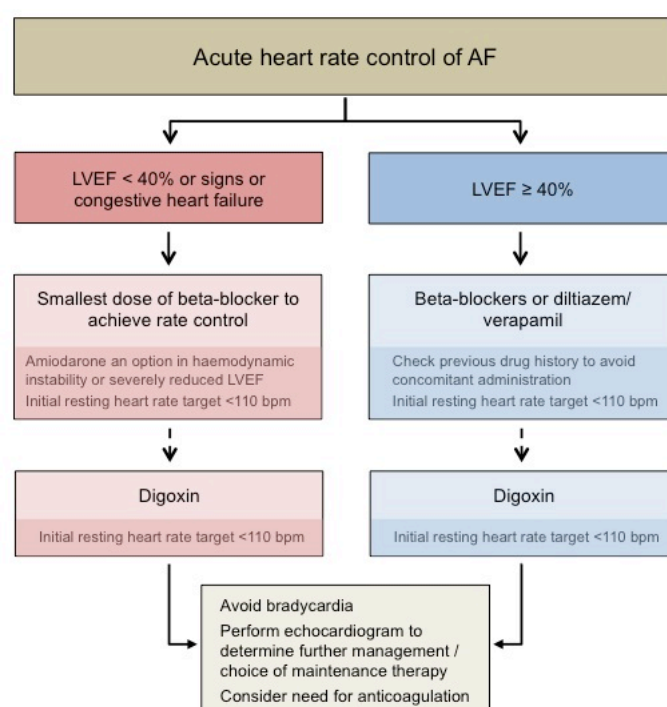 Acute heart rate control of AF
LVEF < 40% or signs or
congestive heart failure
LVEF ≥ 40%
Smallest dose of beta-blocker to
achieve rate control
Amiodarone an option in haemodynamic
instability or severely reduced LVEF
Initial resting heart rate target <110 bpm
Beta-blockers or diltiazem/
verapamil
Check previous drug history to avoid
concomitant administration
Initial resting heart rate target <110 bpm
Digoxin
Initial resting heart rate target <110 bpm
Digoxin
Initial resting heart rate target <110 bpm
Avoid bradycardia
Perform echocardiogram to
determine further management /
choice of maintenance therapy
Consider need for anticoagulation